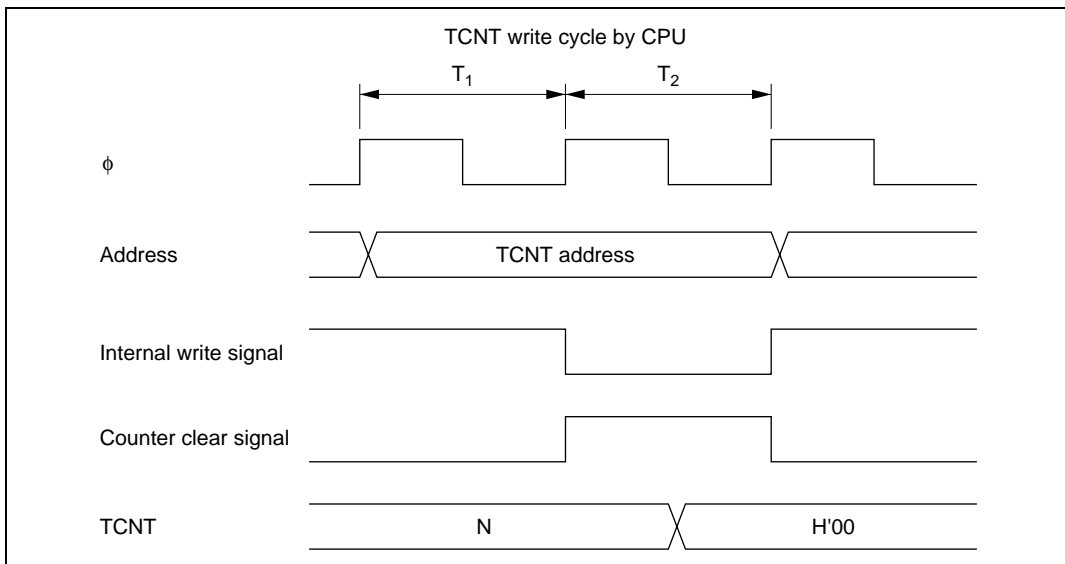 TCNT write cycle by CPU
T1 T2
ϕ
Address TCNT address
Internal write signal
Counter clear signal
TCNT N H'00